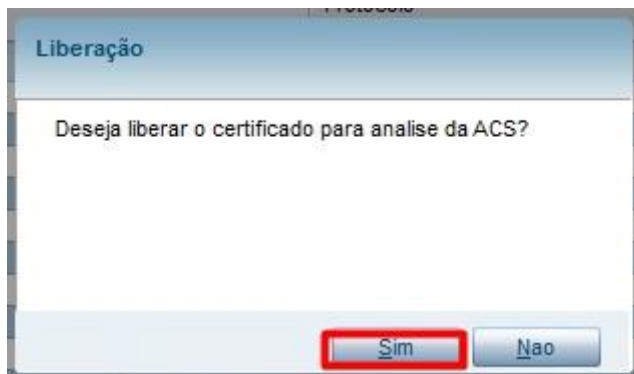 Liberação
Deseja liberar o certificado para analise da ACS?
Sim
Nao